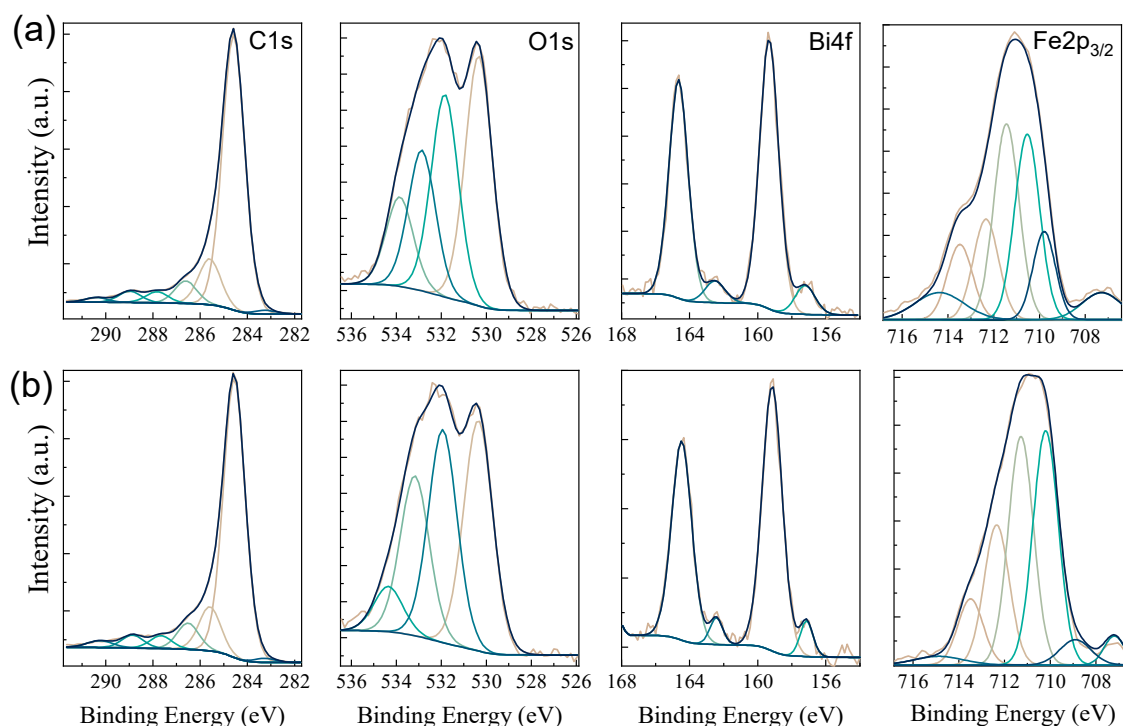 (a)
C1s
O1s
Bi4f
Fe2p3/2
Intensity (a.u.)
290 288 286 284 282
536 534 532 530 528 526
168 164 160 156
716 714 712 710 708
(b)
Intensity (a.u.)
290 288 286 284 282
536 534 532 530 528 526
168 164 160 156
716 714 712 710 708
Binding Energy (eV)
Binding Energy (eV)
Binding Energy (eV)
Binding Energy (eV)